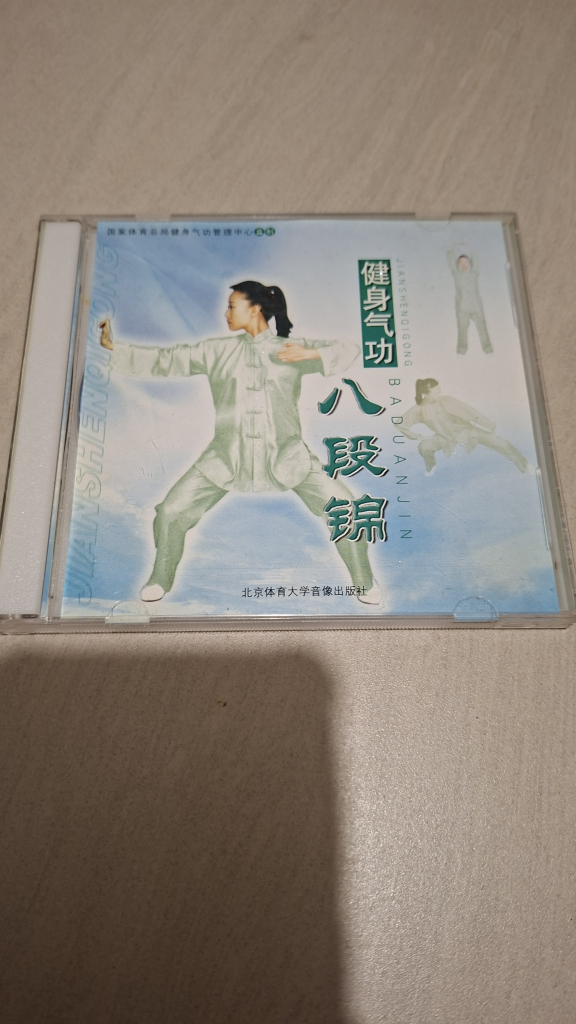 国家体育总局健身气功管理中心监制
健身气功
JIANSHENQIGONG
八段锦
BADUANJIN
JIANSHENQIGONG
北京体育大学音像出版社